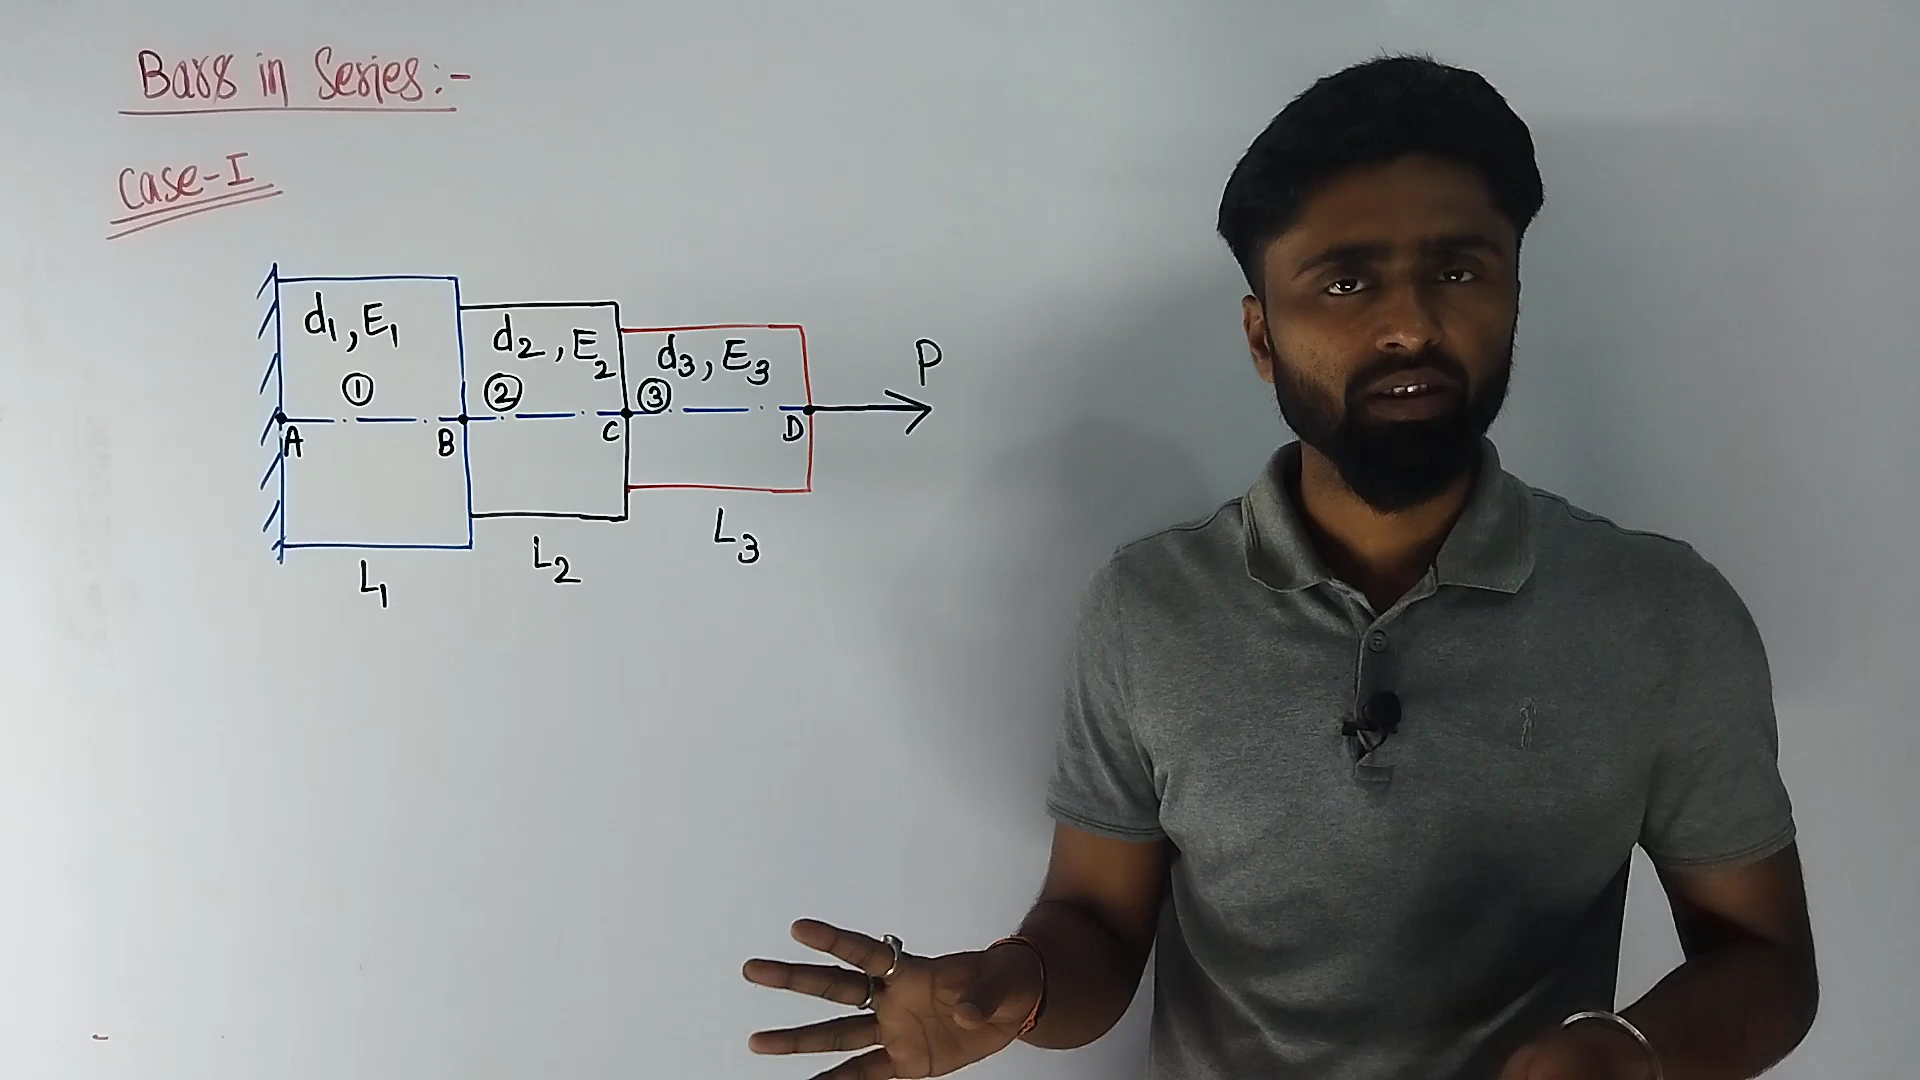 Bars in Series:-
Case-I
d1, E1
d2, E2
d3, E3
P
① ② ③
A B C D
L1 L2 L3